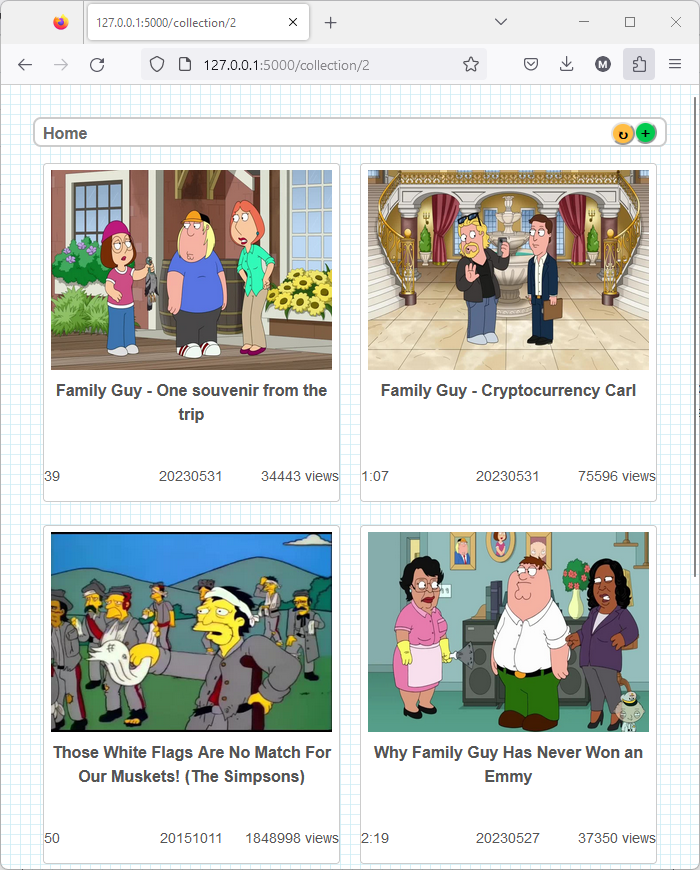 127.0.0.1:5000/collection/2
127.0.0.1:5000/collection/2
M
Home
Family Guy - One souvenir from the
trip
39 20230531 34443 views
Family Guy - Cryptocurrency Carl
1:07 20230531 75596 views
Those White Flags Are No Match For
Our Muskets! (The Simpsons)
50 20151011 1848998 views
Why Family Guy Has Never Won an
Emmy
2:19 20230527 37350 views